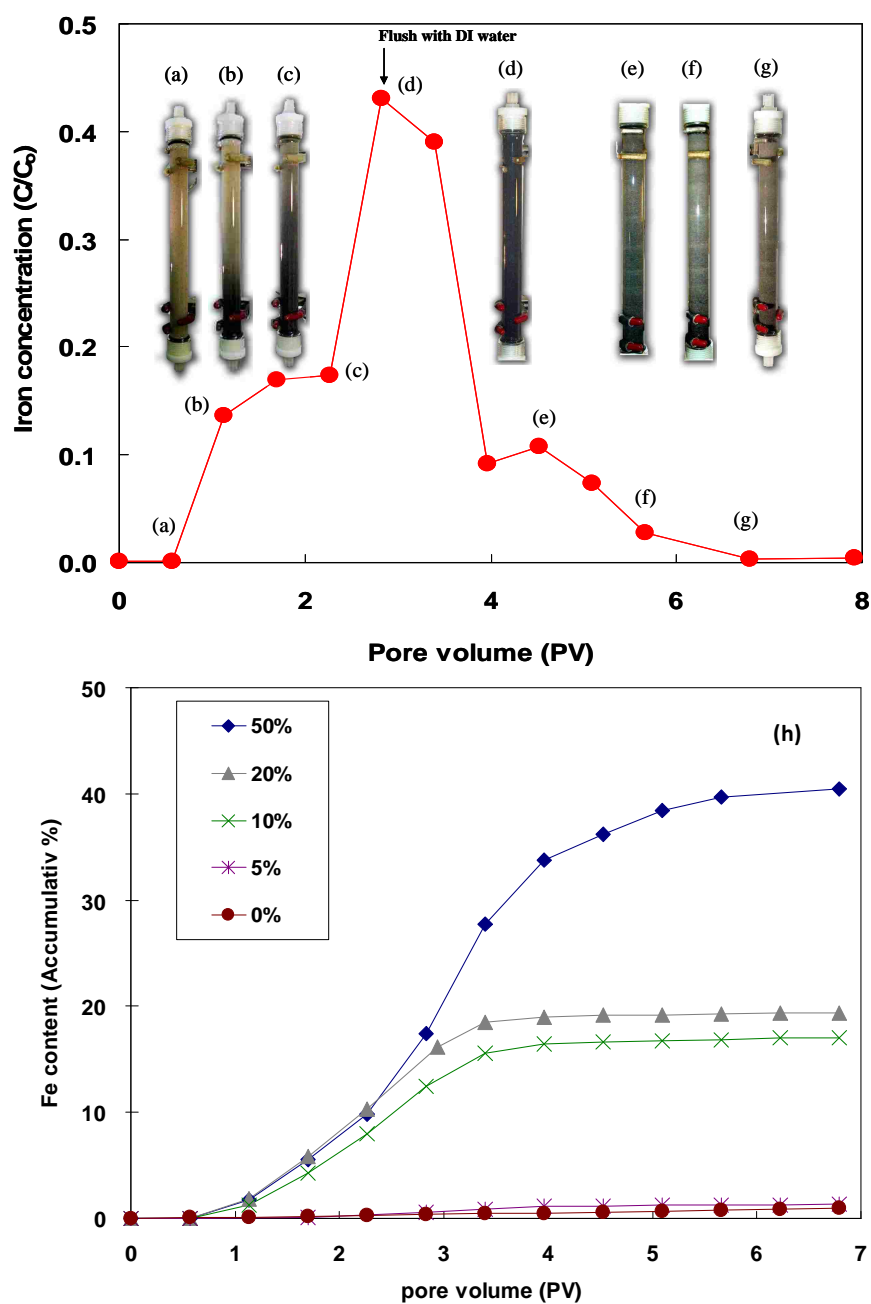 0.5
Flush with DI water
(a) (b) (c) (d) (d) (e) (f) (g)
0.4
0.3
Iron concentration (C/Co)
0.2
(c)
(b)
(e)
0.1
(a) (f) (g)
0.0
0 2 4 6 8
Pore volume (PV)
50
50%
(h)
20%
40
10%
5%
30
0%
Fe content (Accumulativ %)
20
10
0
0 1 2 3 4 5 6 7
pore volume (PV)